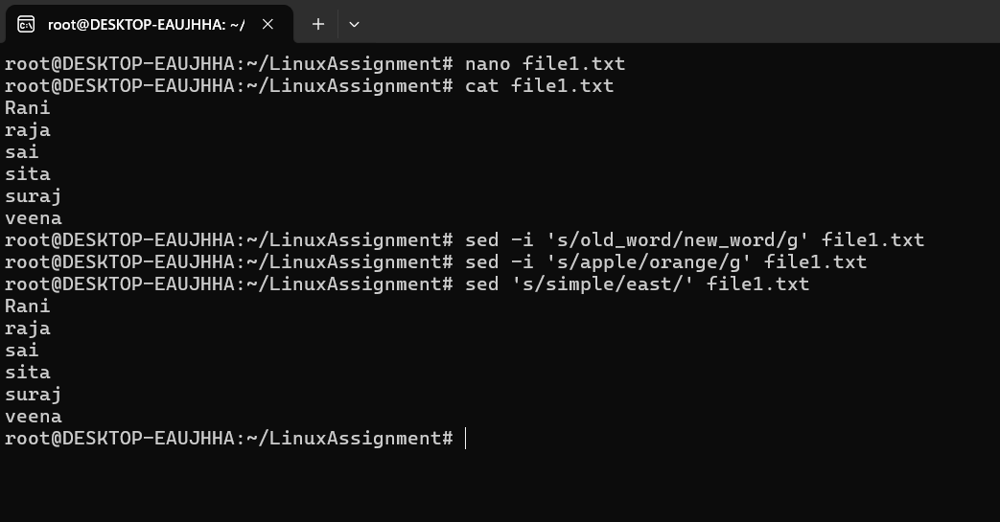 root@DESKTOP-EAUJHHA: ~/
root@DESKTOP-EAUJHHA:~/LinuxAssignment# nano file1.txt
root@DESKTOP-EAUJHHA:~/LinuxAssignment# cat file1.txt
Rani
raja
sai
sita
suraj
veena
root@DESKTOP-EAUJHHA:~/LinuxAssignment# sed -i 's/old_word/new_word/g' file1.txt
root@DESKTOP-EAUJHHA:~/LinuxAssignment# sed -i 's/apple/orange/g' file1.txt
root@DESKTOP-EAUJHHA:~/LinuxAssignment# sed 's/simple/east/' file1.txt
Rani
raja
sai
sita
suraj
veena
root@DESKTOP-EAUJHHA:~/LinuxAssignment#